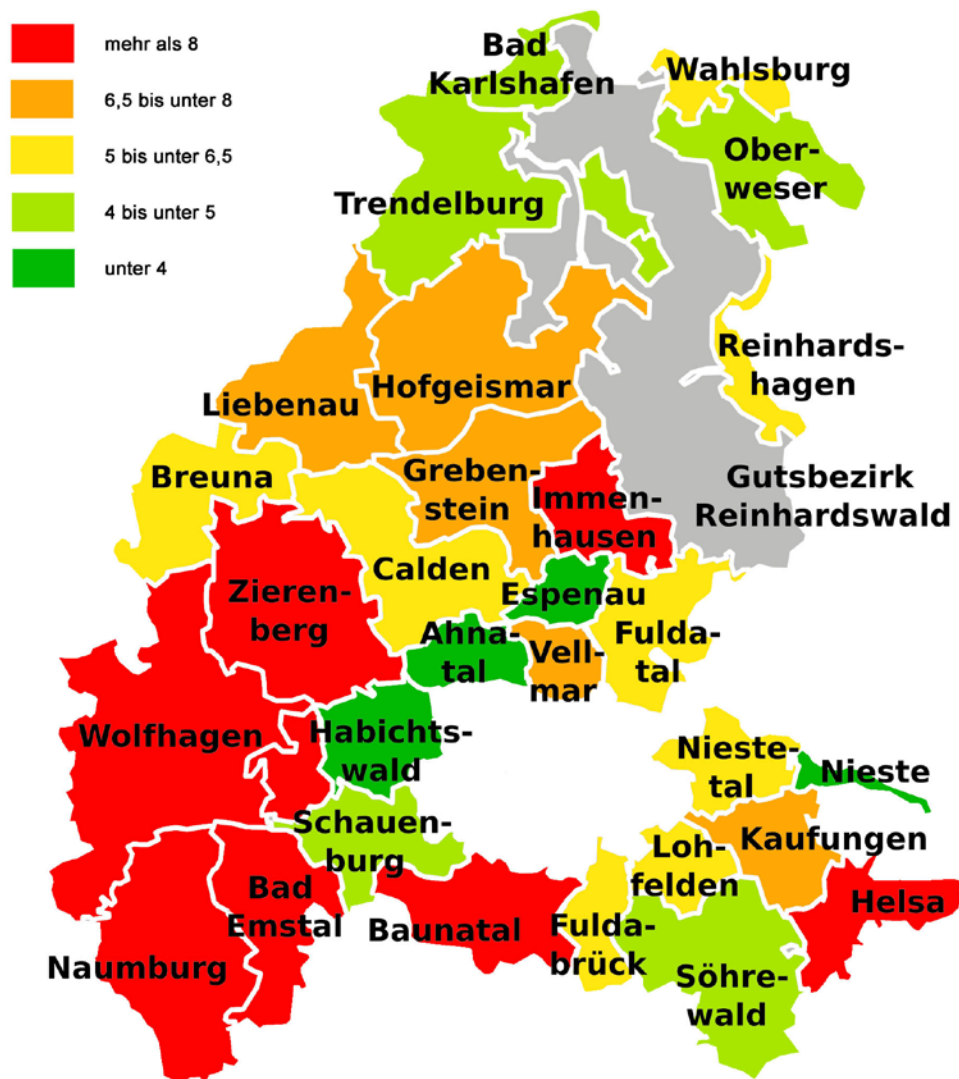 mehr als 8
6,5 bis unter 8
5 bis unter 6,5
4 bis unter 5
unter 4
Bad
Karlshafen
Wahlsburg
Ober-
weser
Trendelburg
Reinhards-
hagen
Hofgeismar
Liebenau
Breuna
Greben-
stein
Immen-
hausen
Gutsbezirk
Reinhardswald
Calden
Zieren-
berg
Espenau
Ahna-
tal
Vell-
mar
Fulda-
tal
Wolfhagen
Habichts-
wald
Nieste-
tal
Nieste
Schauen-
burg
Kaufungen
Loh-
felden
Bad
Emstal
Baunatal
Fulda-
brück
Helsa
Naumburg
Söhre-
wald